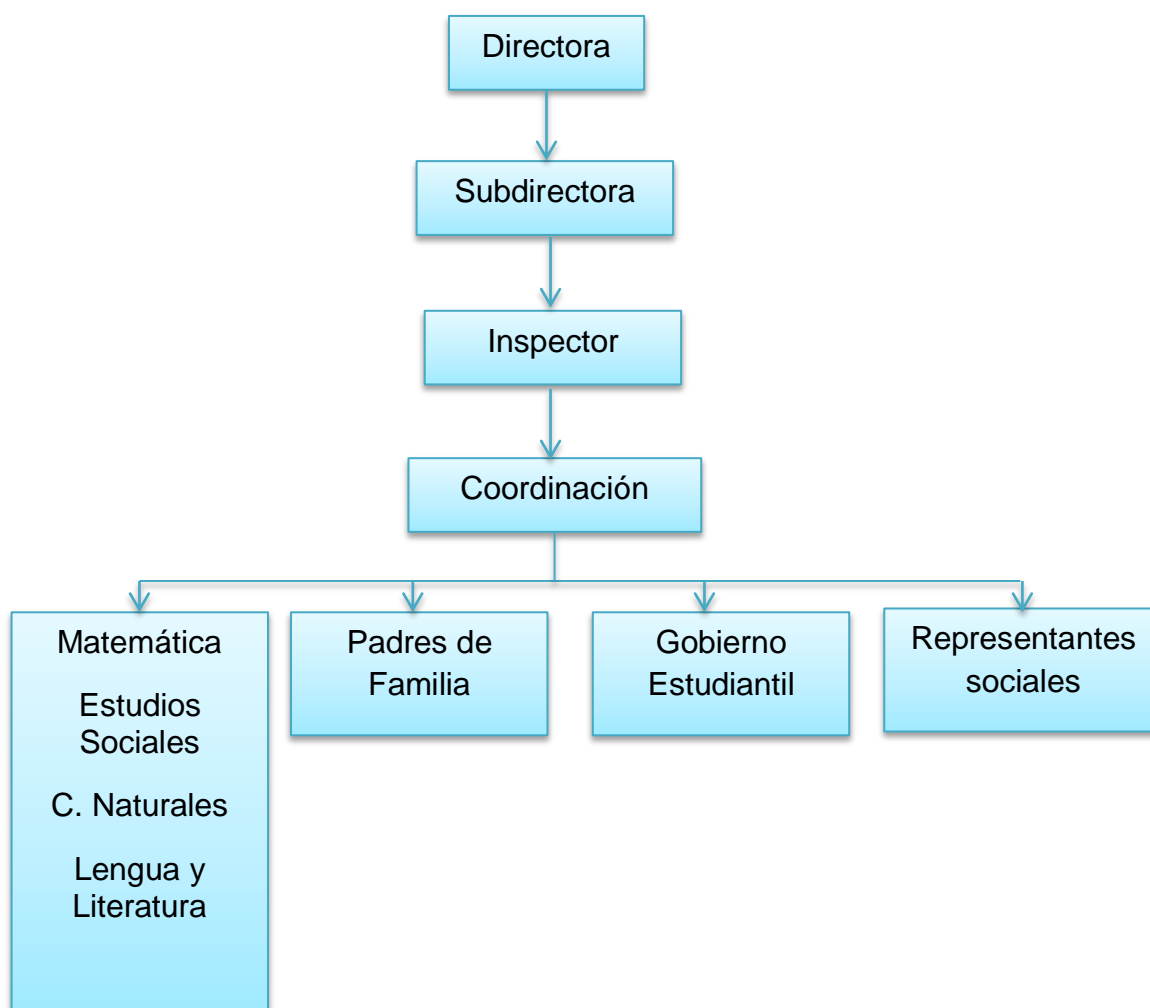 Directora
Subdirectora
Inspector
Coordinación
Matemática
Estudios
Sociales
C. Naturales
Lengua y
Literatura
Padres de
Familia
Gobierno
Estudiantil
Representantes
sociales